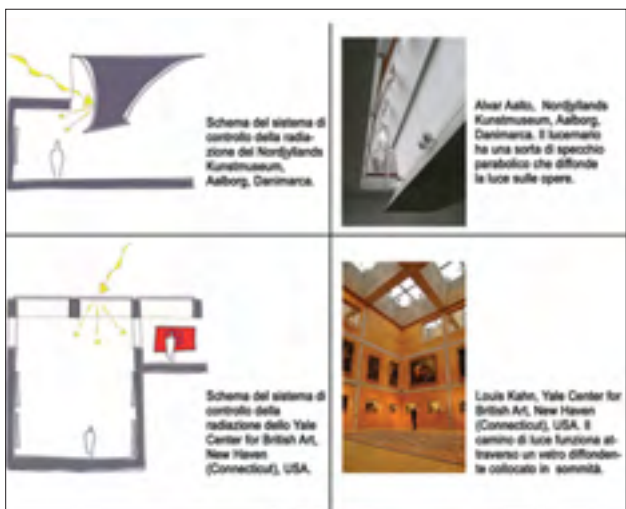 Schema del sistema di
controllo della radia-
zione del Nordjyllands
Kunstmuseum,
Aalborg, Danimarca.
Alvar Aalto, Nordjyllands
Kunstmuseum, Aalborg,
Danimarca. Il lucernario
ha una sorta di specchio
parabolico che diffonde
la luce sulle opere.
Schema del sistema di
controllo della
radiazione dello Yale
Center for British Art,
New Haven
(Connecticut), USA.
Louis Kahn, Yale Center for
British Art, New Haven
(Connecticut), USA. Il
camino di luce funziona at-
traverso un vetro diffonden-
te collocato in sommità.